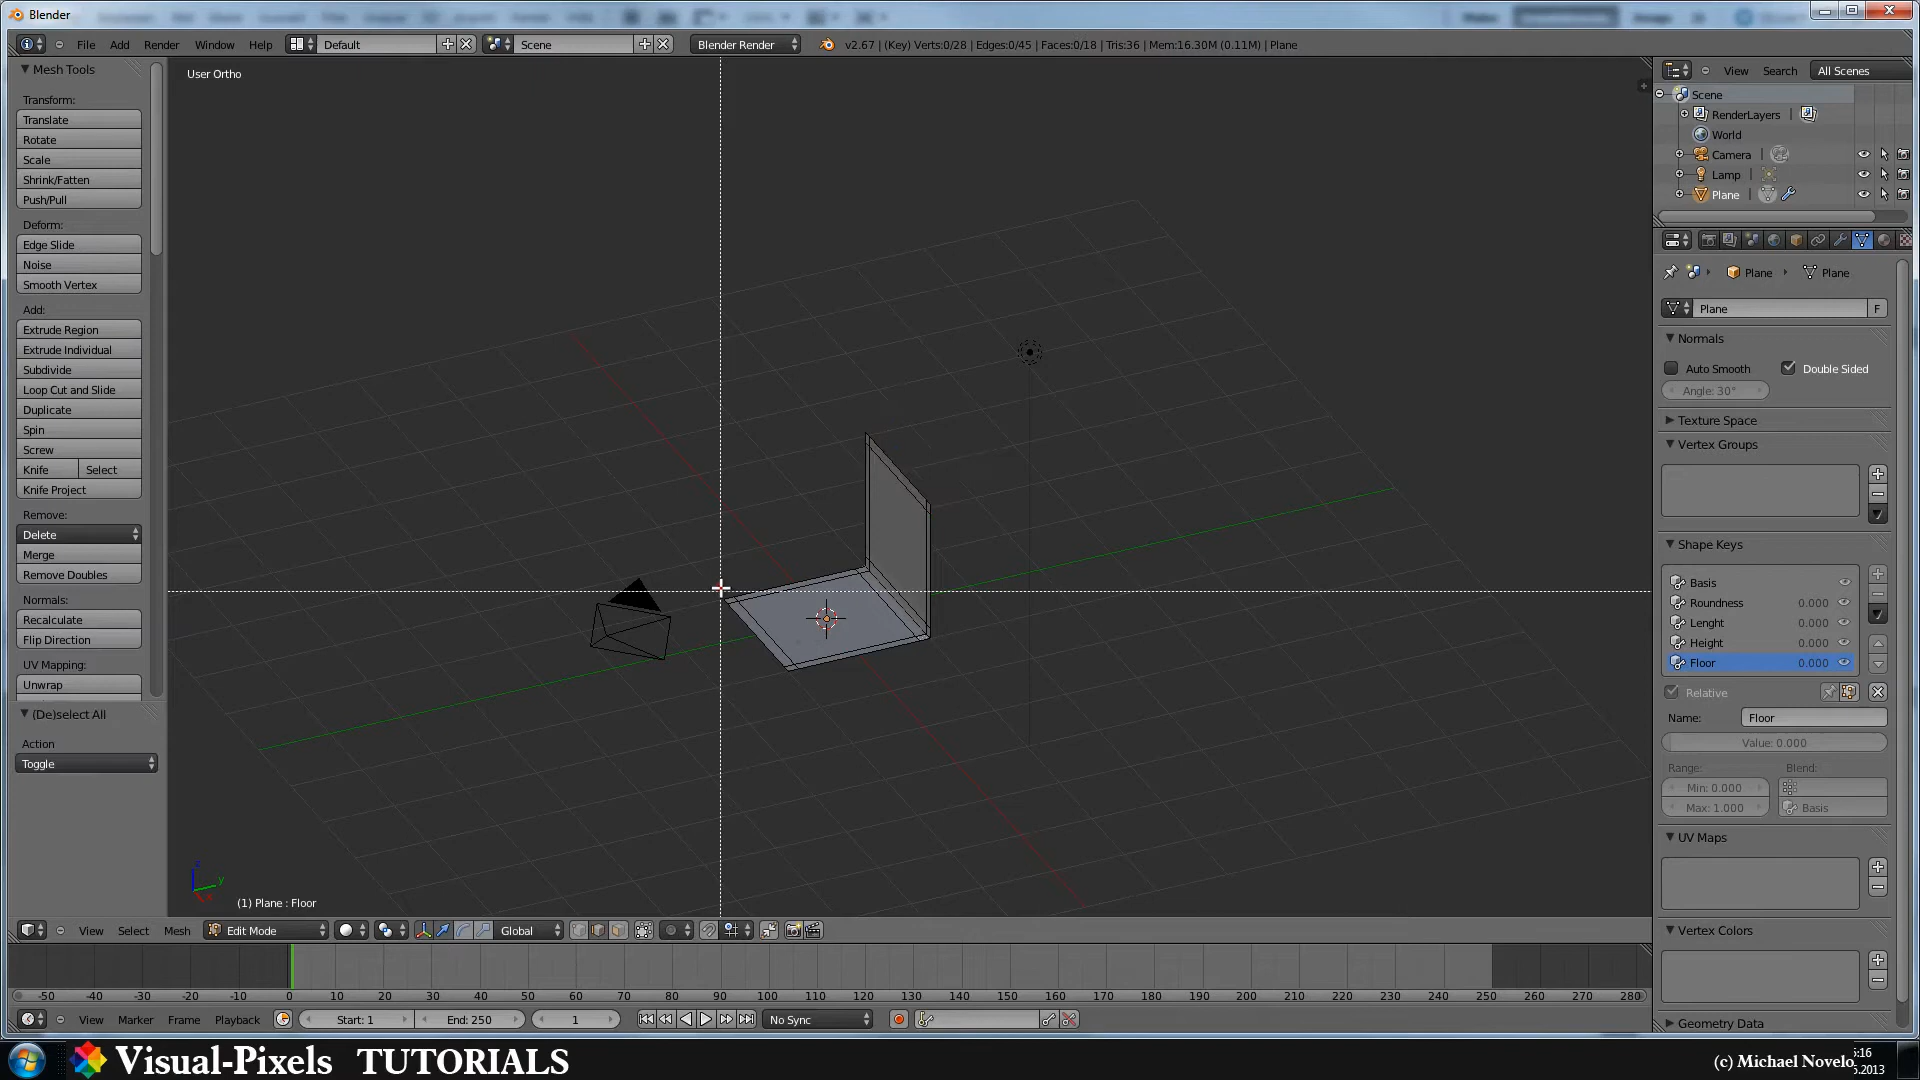 Blender
File Add Render Window Help Default Scene Blender Render v2.67 | (Key) Verts:0/28 | Edges:0/45 | Faces:0/18 | Tris:36 | Mem:16.30M (0.11M) | Plane
Mesh Tools
Transform:
Translate
Rotate
Scale
Shrink/Fatten
Push/Pull
Deform:
Edge Slide
Noise
Smooth Vertex
Add:
Extrude Region
Extrude Individual
Subdivide
Loop Cut and Slide
Duplicate
Spin
Screw
Knife Select
Knife Project
Remove:
Delete
Merge
Remove Doubles
Normals:
Recalculate
Flip Direction
UV Mapping:
Unwrap
(De)select All
Action
Toggle
User Ortho
z
y
x
(1) Plane : Floor
View Search All Scenes
Scene
RenderLayers |
World
Camera |
Lamp |
Plane |
Plane Plane
Plane F
Normals
Auto Smooth Double Sided
Angle: 30°
Texture Space
Vertex Groups
Shape Keys
Basis
Roundness 0.000
Lenght 0.000
Height 0.000
Floor 0.000
Relative
Name: Floor
Value: 0.000
Range: Blend:
Min: 0.000
Max: 1.000 Basis
UV Maps
Vertex Colors
Geometry Data
View Select Mesh Edit Mode Global
-50 -40 -30 -20 -10 0 10 20 30 40 50 60 70 80 90 100 110 120 130 140 150 160 170 180 190 200 210 220 230 240 250 260 270 280
View Marker Frame Playback Start: 1 End: 250 1 No Sync
Visual-Pixels TUTORIALS
(c) Michael Novelo
:16
.2013